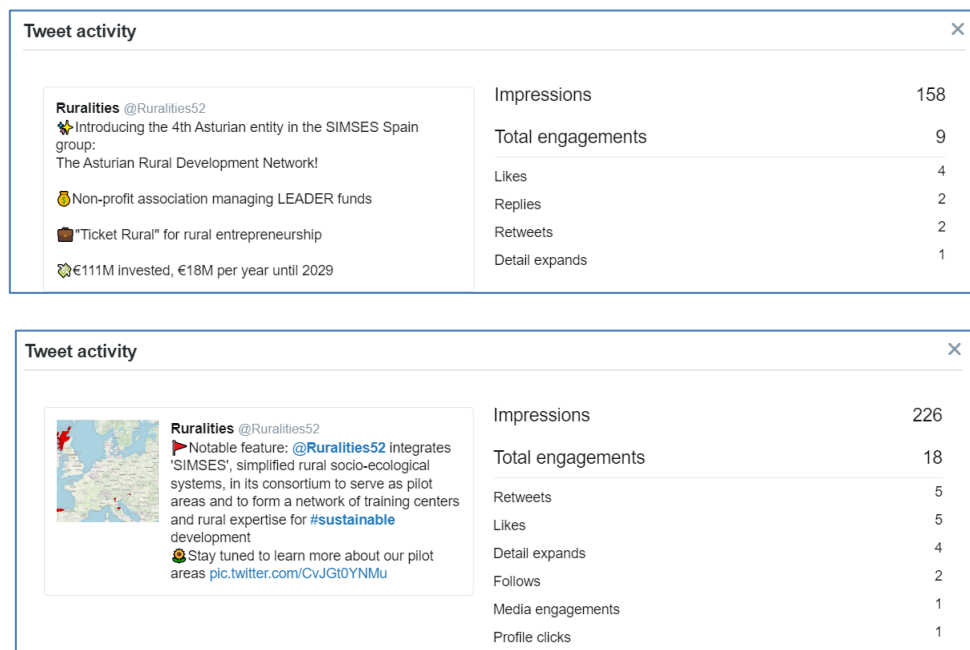 Tweet activity
Ruralities @Ruralities52
✨Introducing the 4th Asturian entity in the SIMSES Spain
group:
The Asturian Rural Development Network!
💰Non-profit association managing LEADER funds
💼"Ticket Rural" for rural entrepreneurship
💸€111M invested, €18M per year until 2029
Impressions 158
Total engagements 9
Likes 4
Replies 2
Retweets 2
Detail expands 1
Tweet activity
Ruralities @Ruralities52
🚩Notable feature: @Ruralities52 integrates
'SIMSES', simplified rural socio-ecological
systems, in its consortium to serve as pilot
areas and to form a network of training centers
and rural expertise for #sustainable
development
🌻Stay tuned to learn more about our pilot
areas pic.twitter.com/CvJGt0YNMu
Impressions 226
Total engagements 18
Retweets 5
Likes 5
Detail expands 4
Follows 2
Media engagements 1
Profile clicks 1